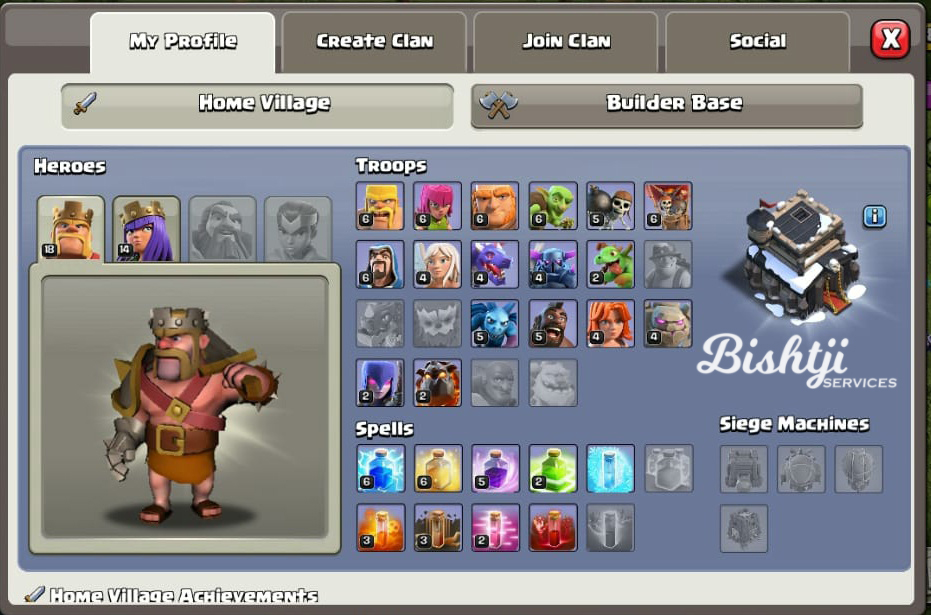 My Profile
Create Clan
Join Clan
Social
X
Home Village
Builder Base
Heroes
18
14
Troops
6
6
6
6
5
6
6
4
4
4
2
5
5
4
4
2
2
i
Bishtji
SERVICES
Spells
6
6
5
2
3
3
2
Siege Machines
Home Village Achievements